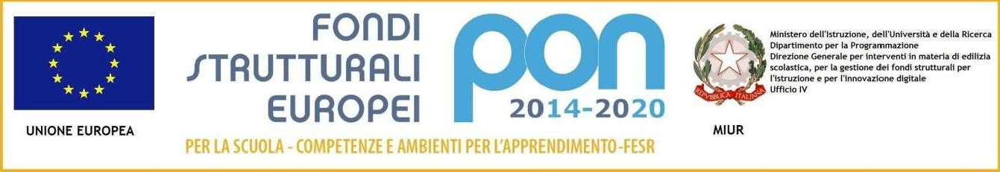 UNIONE EUROPEA
FONDI
STRUTTURALI
EUROPEI
pon
2014-2020
PER LA SCUOLA - COMPETENZE E AMBIENTI PER L'APPRENDIMENTO-FESR
REPVBBLICA ITALIANA
MIUR
Ministero dell'Istruzione, dell'Università e della Ricerca
Dipartimento per la Programmazione
Direzione Generale per interventi in materia di edilizia
scolastica, per la gestione dei fondi strutturali per
l'istruzione e per l'innovazione digitale
Ufficio IV